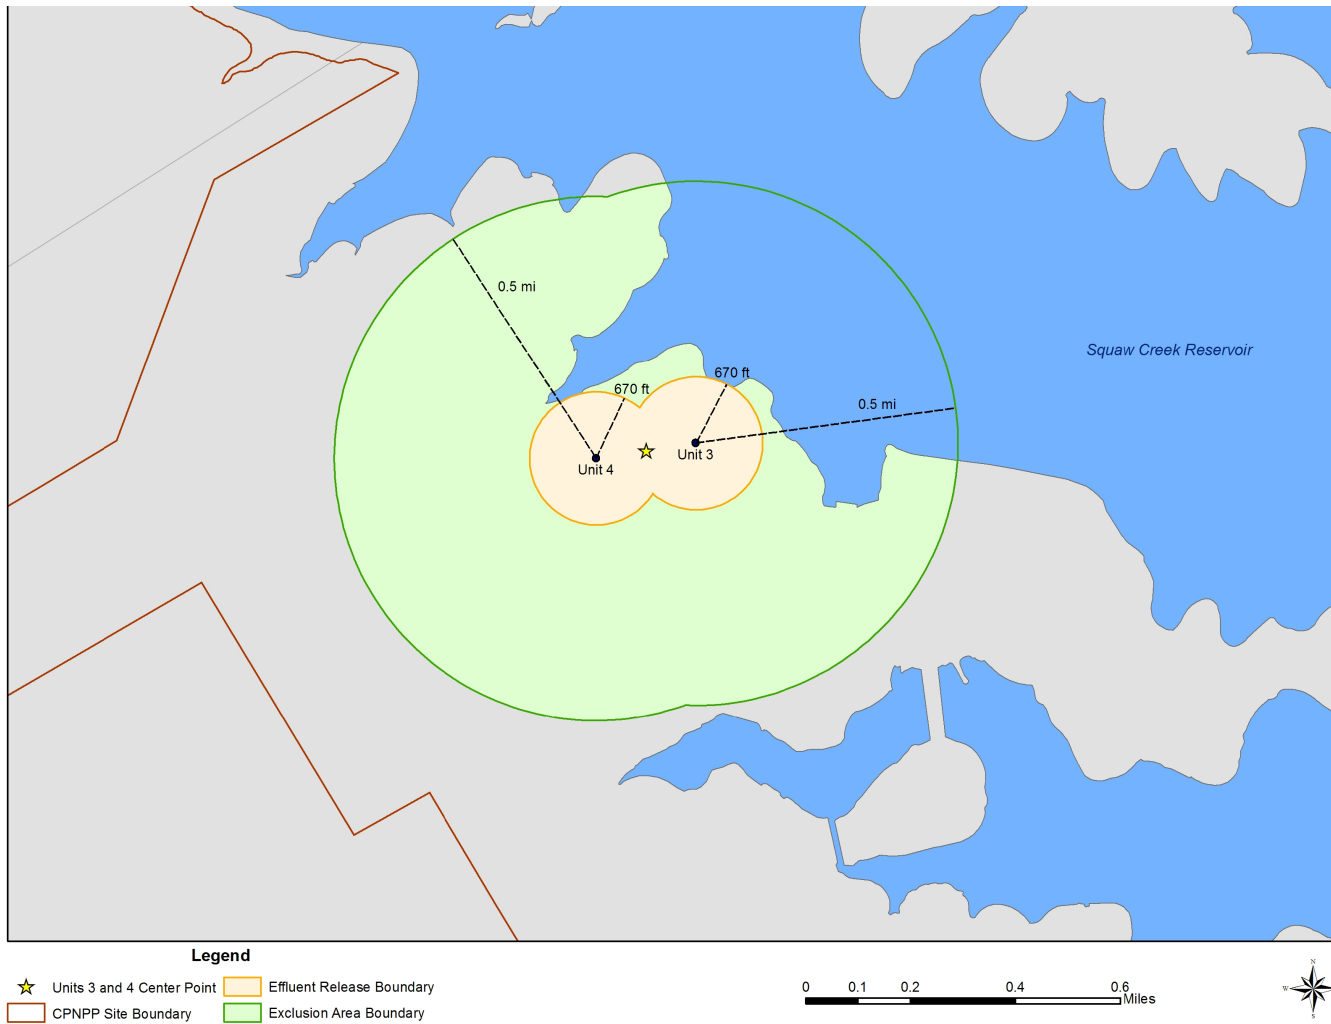 0.5 mi
Squaw Creek Reservoir
670 ft
670 ft
0.5 mi
Unit 4
Unit 3
Legend
Units 3 and 4 Center Point
Effluent Release Boundary
CPNPP Site Boundary
Exclusion Area Boundary
0 0.1 0.2 0.4 0.6
Miles
N
W
S